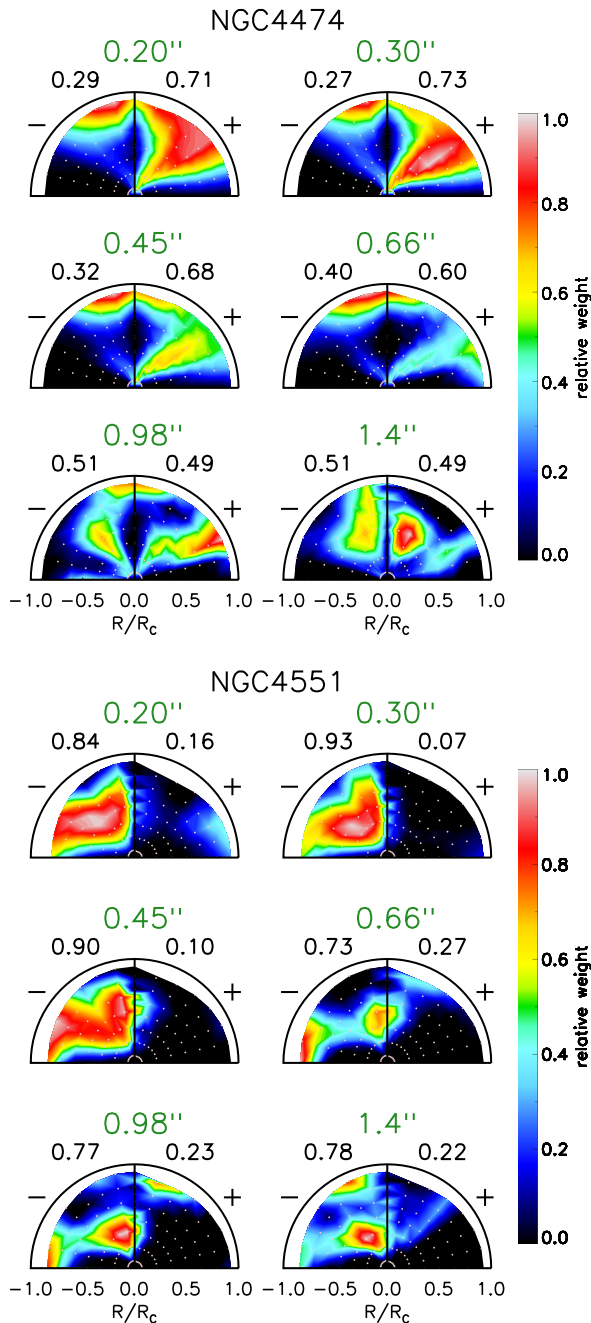 NGC4474
0.20" 0.30"
0.29 0.71 0.27 0.73
− + − +
1.0
0.8
0.6
0.4
0.2
0.0
relative weight
0.45" 0.66"
0.32 0.68 0.40 0.60
− + − +
0.98" 1.4"
0.51 0.49 0.51 0.49
− + − +
−1.0 −0.5 0.0 0.5 1.0 −1.0 −0.5 0.0 0.5 1.0
R/Rc R/Rc
NGC4551
0.20" 0.30"
0.84 0.16 0.93 0.07
− + − +
1.0
0.8
0.6
0.4
0.2
0.0
relative weight
0.45" 0.66"
0.90 0.10 0.73 0.27
− + − +
0.98" 1.4"
0.77 0.23 0.78 0.22
− + − +
−1.0 −0.5 0.0 0.5 1.0 −1.0 −0.5 0.0 0.5 1.0
R/Rc R/Rc